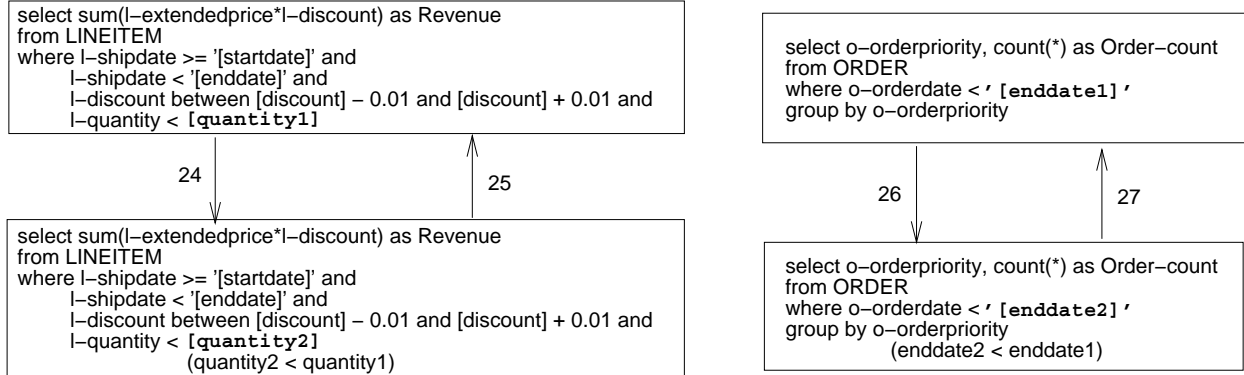 select sum(l−extendedprice*l−discount) as Revenue
from LINEITEM
where l−shipdate >= '[startdate]' and
l−shipdate < '[enddate]' and
l−discount between [discount] − 0.01 and [discount] + 0.01 and
l−quantity < [quantity1]
24
25
select sum(l−extendedprice*l−discount) as Revenue
from LINEITEM
where l−shipdate >= '[startdate]' and
l−shipdate < '[enddate]' and
l−discount between [discount] − 0.01 and [discount] + 0.01 and
l−quantity < [quantity2]
(quantity2 < quantity1)
select o−orderpriority, count(*) as Order−count
from ORDER
where o−orderdate < '[enddate1]'
group by o−orderpriority
26
27
select o−orderpriority, count(*) as Order−count
from ORDER
where o−orderdate < '[enddate2]'
group by o−orderpriority
(enddate2 < enddate1)